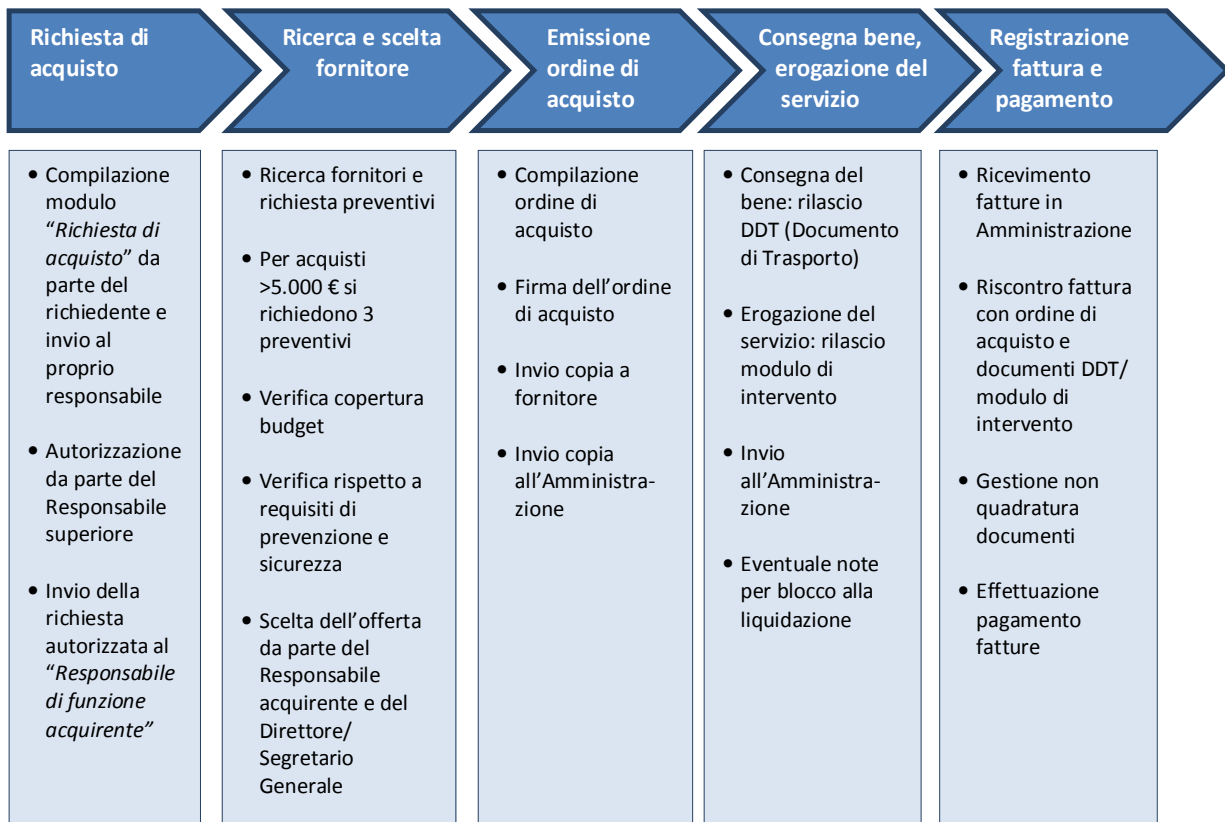 Richiesta di
acquisto
Ricerca e scelta
fornitore
Emissione
ordine di
acquisto
Consegna bene,
erogazione del
servizio
Registrazione
fattura e
pagamento
• Compilazione
modulo
“Richiesta di
acquisto” da
parte del
richiedente e
invio al
proprio
responsabile
• Autorizzazione
da parte del
Responsabile
superiore
• Invio della
richiesta
autorizzata al
“Responsabile
di funzione
acquirente”
• Ricerca fornitori e
richiesta preventivi
• Per acquisti
>5.000 € si
richiedono 3
preventivi
• Verifica copertura
budget
• Verifica rispetto a
requisiti di
prevenzione e
sicurezza
• Scelta dell’offerta
da parte del
Responsabile
acquirente e del
Direttore/
Segretario
Generale
• Compilazione
ordine di
acquisto
• Firma dell’ordine
di acquisto
• Invio copia a
fornitore
• Invio copia
all’Amministra-
zione
• Consegna del
bene: rilascio
DDT (Documento
di Trasporto)
• Erogazione del
servizio: rilascio
modulo di
intervento
• Invio
all’Amministra-
zione
• Eventuale note
per blocco alla
liquidazione
• Ricevimento
fatture in
Amministrazione
• Riscontro fattura
con ordine di
acquisto e
documenti DDT/
modulo di
intervento
• Gestione non
quadratura
documenti
• Effettuazione
pagamento
fatture